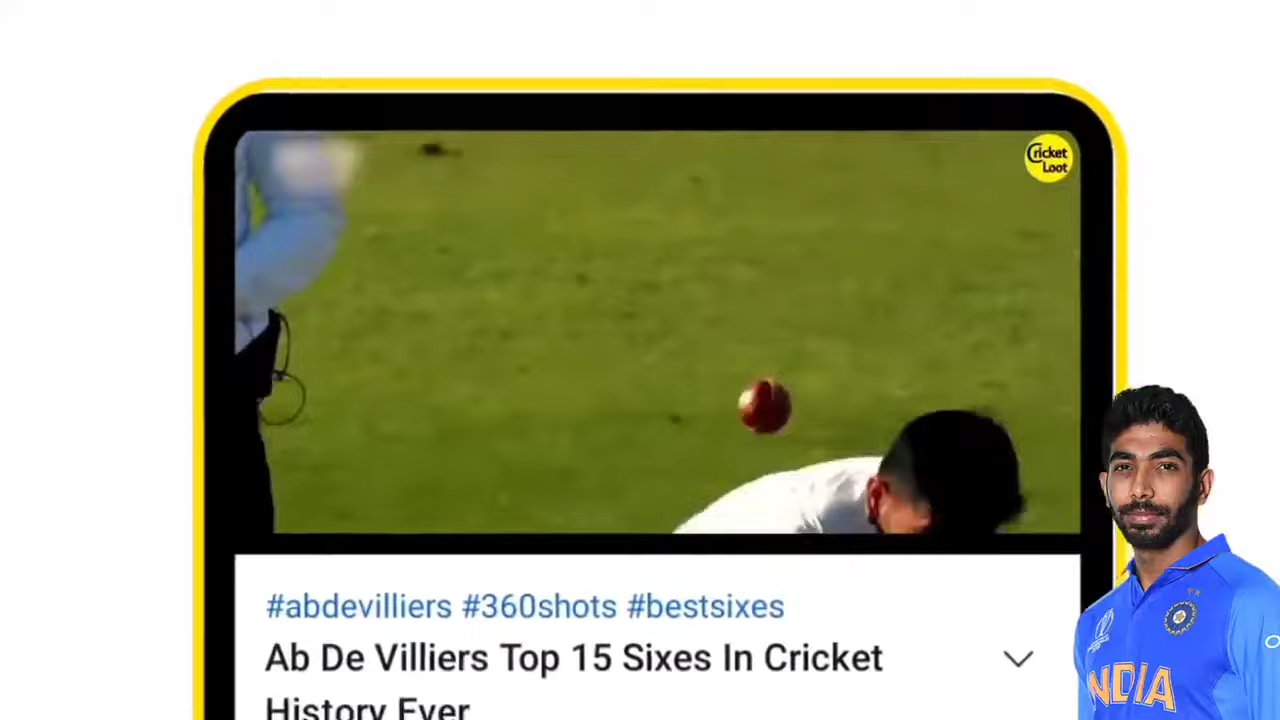 Cricket
Loot
#abdevilliers #360shots #bestsixes
Ab De Villiers Top 15 Sixes In Cricket
History Ever
INDIA